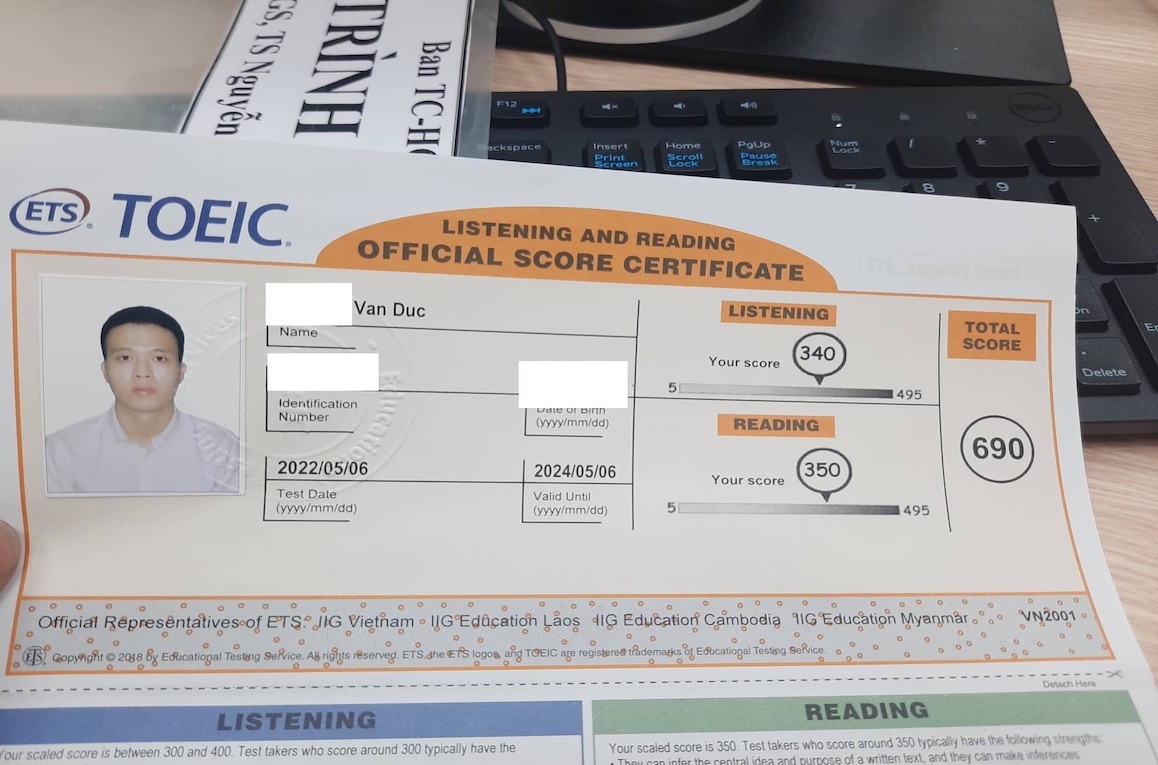 GS, TS Nguyễn
TRÌNH
Ban TC-HC
F12
Backspace
Insert
Print
Screen
Home
Scroll
Lock
PgUp
Pause
Break
Num
Lock
/
*
-
7
8
9
+
DELL
Delete
ETS® TOEIC®
LISTENING AND READING
OFFICIAL SCORE CERTIFICATE
Van Duc
Name
Identification
Number
Date of Birth
(yyyy/mm/dd)
2022/05/06
Test Date
(yyyy/mm/dd)
2024/05/06
Valid Until
(yyyy/mm/dd)
LISTENING
Your score
340
5
495
READING
Your score
350
5
495
TOTAL
SCORE
690
Official Representatives of ETS: IIG Vietnam - IIG Education Laos IIG Education Cambodia IIG Education Myanmar
VN2001
ETS. Copyright © 2018 by Educational Testing Service. All rights reserved. ETS, the ETS logos, and TOEIC are registered trademarks of Educational Testing Service.
Detach Here
LISTENING
Your scaled score is between 300 and 400. Test takers who score around 300 typically have the
READING
Your scaled score is 350. Test takers who score around 350 typically have the following strengths:
• They can infer the central idea and purpose of a written text, and they can make inferences